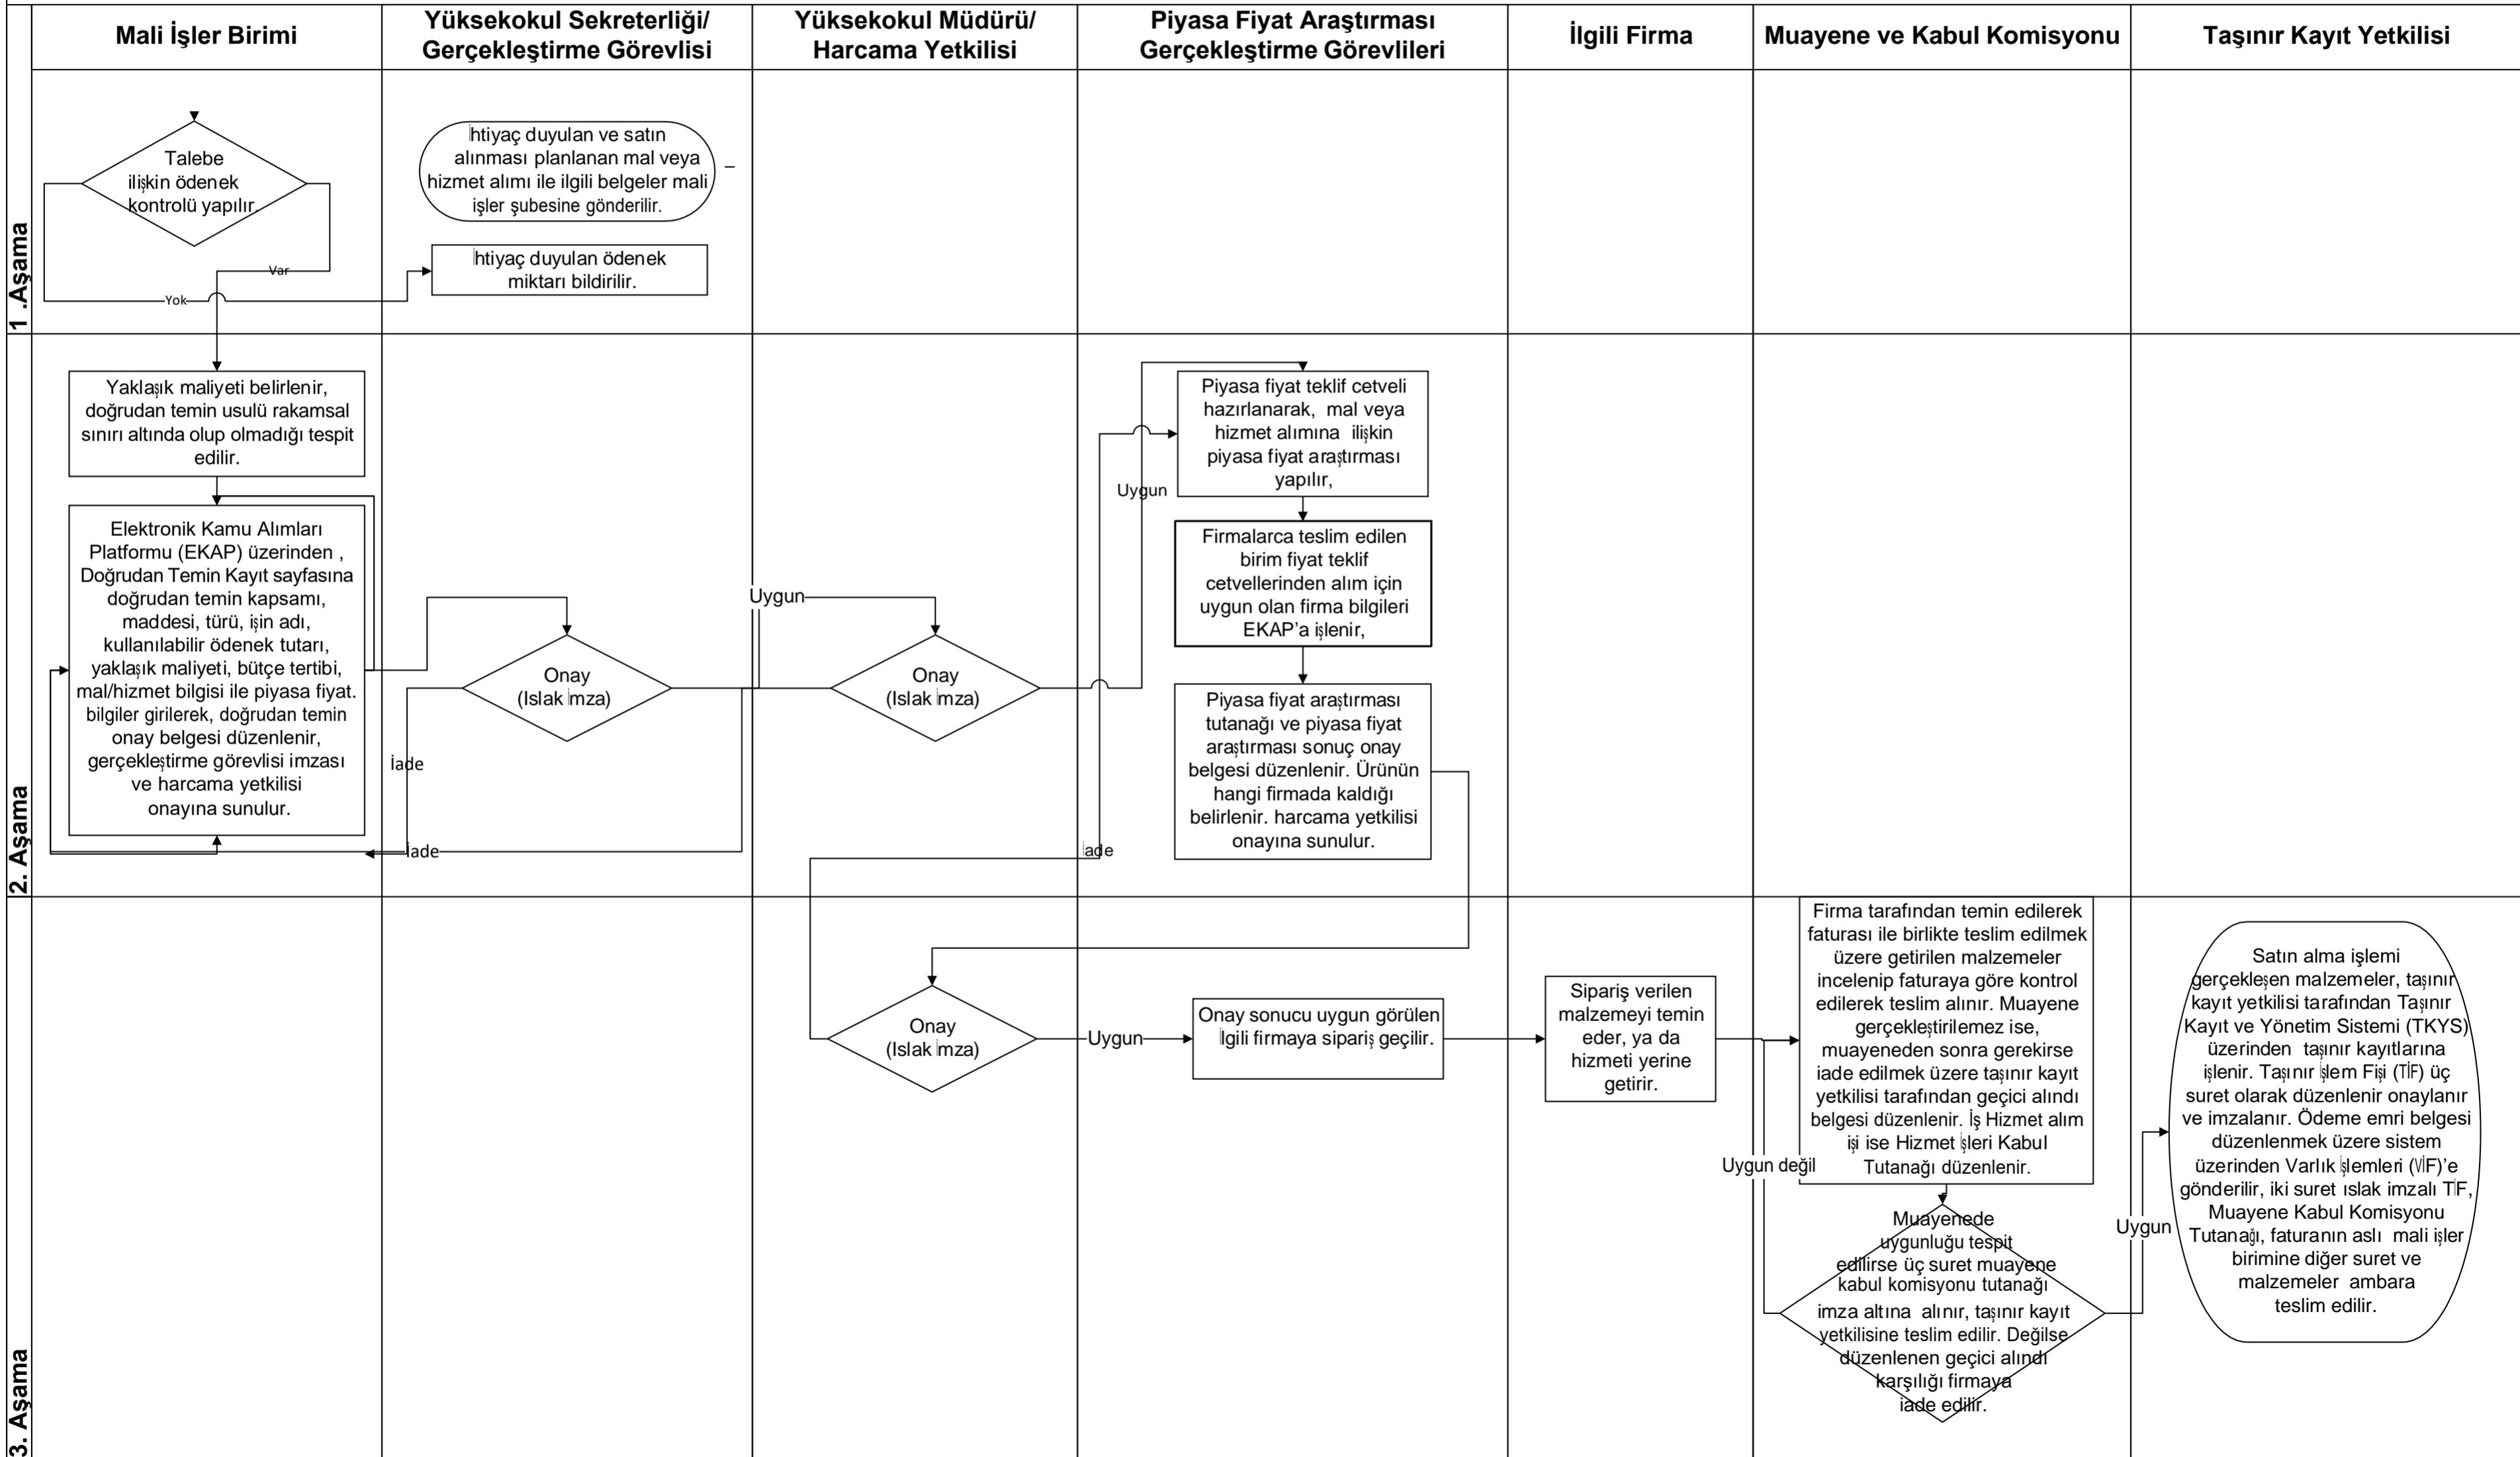 Mali İşler Birimi
Yüksekokul Sekreterliği/
Gerçekleştirme Görevlisi
Yüksekokul Müdürü/
Harcama Yetkilisi
Piyasa Fiyat Araştırması
Gerçekleştirme Görevlileri
İlgili Firma
Muayene ve Kabul Komisyonu
Taşınır Kayıt Yetkilisi
1 .Aşama
Talebe
ilişkin ödenek
kontrolü yapılır.
Var
Yok
İhtiyaç duyulan ve satın
alınması planlanan mal veya
hizmet alımı ile ilgili belgeler mali
işler şubesine gönderilir.
İhtiyaç duyulan ödenek
miktarı bildirilir.
2. Aşama
Yaklaşık maliyeti belirlenir,
doğrudan temin usulü rakamsal
sınırı altında olup olmadığı tespit
edilir.
Elektronik Kamu Alımları
Platformu (EKAP) üzerinden ,
Doğrudan Temin Kayıt sayfasına
doğrudan temin kapsamı,
maddesi, türü, işin adı,
kullanılabilir ödenek tutarı,
yaklaşık maliyeti, bütçe tertibi,
mal/hizmet bilgisi ile piyasa fiyat.
bilgiler girilerek, doğrudan temin
onay belgesi düzenlenir,
gerçekleştirme görevlisi imzası
ve harcama yetkilisi
onayına sunulur.
Onay
(Islak İmza)
İade
İade
Uygun
Onay
(Islak İmza)
Uygun
Piyasa fiyat teklif cetveli
hazırlanarak, mal veya
hizmet alımına ilişkin
piyasa fiyat araştırması
yapılır,
Firmalarca teslim edilen
birim fiyat teklif
cetvellerinden alım için
uygun olan firma bilgileri
EKAP'a işlenir,
Piyasa fiyat araştırması
tutanağı ve piyasa fiyat
araştırması sonuç onay
belgesi düzenlenir. Ürünün
hangi firmada kaldığı
belirlenir. harcama yetkilisi
onayına sunulur.
İade
3. Aşama
Onay
(Islak İmza)
Uygun
Onay sonucu uygun görülen
İlgili firmaya sipariş geçilir.
Sipariş verilen
malzemeyi temin
eder, ya da
hizmeti yerine
getirir.
Firma tarafından temin edilerek
faturası ile birlikte teslim edilmek
üzere getirilen malzemeler
incelenip faturaya göre kontrol
edilerek teslim alınır. Muayene
gerçekleştirilemez ise,
muayeneden sonra gerekirse
iade edilmek üzere taşınır kayıt
yetkilisi tarafından geçici alındı
belgesi düzenlenir. İş Hizmet alım
işi ise Hizmet İşleri Kabul
Tutanağı düzenlenir.
Uygun değil
Muayenede
uygunluğu tespit
edilirse üç suret muayene
kabul komisyonu tutanağı
imza altına alınır, taşınır kayıt
yetkilisine teslim edilir. Değilse
düzenlenen geçici alındı
karşılığı firmaya
iade edilir.
Uygun
Satın alma işlemi
gerçekleşen malzemeler, taşınır
kayıt yetkilisi tarafından Taşınır
Kayıt ve Yönetim Sistemi (TKYS)
üzerinden taşınır kayıtlarına
işlenir. Taşınır İşlem Fişi (TİF) üç
suret olarak düzenlenir onaylanır
ve imzalanır. Ödeme emri belgesi
düzenlenmek üzere sistem
üzerinden Varlık İşlemleri (VİF)'e
gönderilir, iki suret ıslak imzalı TİF,
Muayene Kabul Komisyonu
Tutanağı, faturanın aslı mali işler
birimine diğer suret ve
malzemeler ambara
teslim edilir.